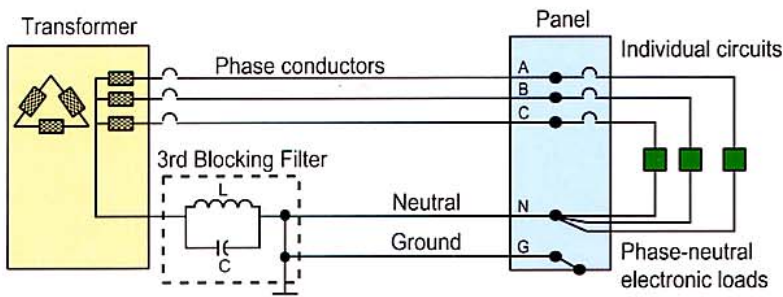 Transformer
Panel
Individual circuits
Phase conductors
A
B
C
3rd Blocking Filter
L
C
Neutral
N
Ground
G
Phase-neutral
electronic loads